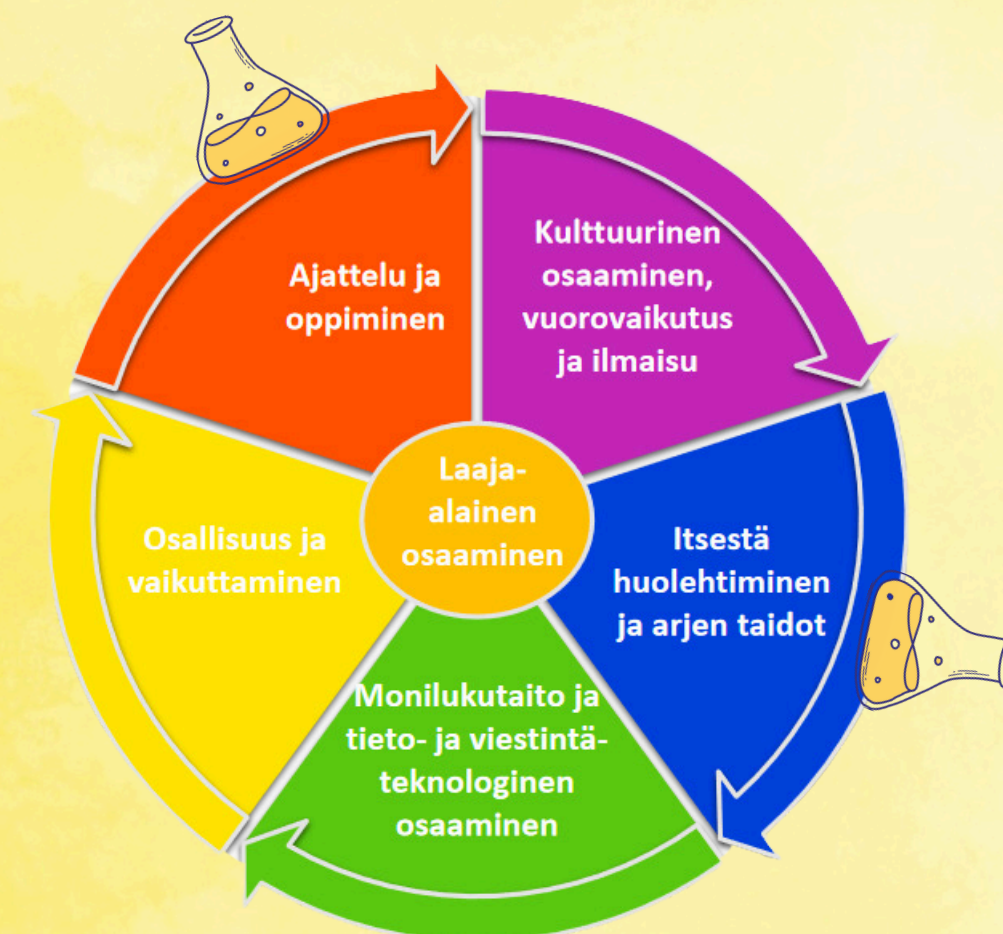 Ajattelu ja
oppiminen
Kulttuurinen
osaaminen,
vuorovaikutus
ja ilmaisu
Itsestä
huolehtiminen
ja arjen taidot
Monilukutaito ja
tieto- ja viestintä-
teknologinen
osaaminen
Osallisuus ja
vaikuttaminen
Laaja-
alainen
osaaminen